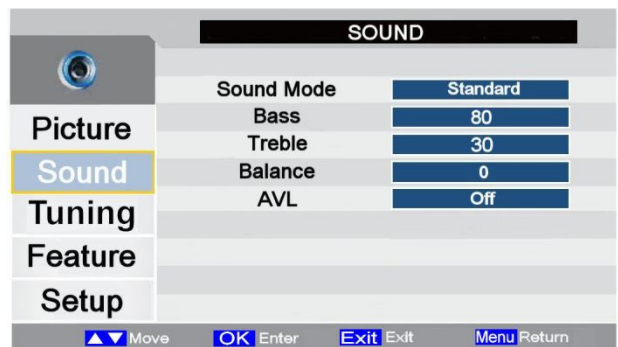 SOUND
Sound Mode Standard
Bass 80
Treble 30
Balance 0
AVL Off
Picture
Sound
Tuning
Feature
Setup
▲▼ Move OK Enter Exit Exit Menu Return